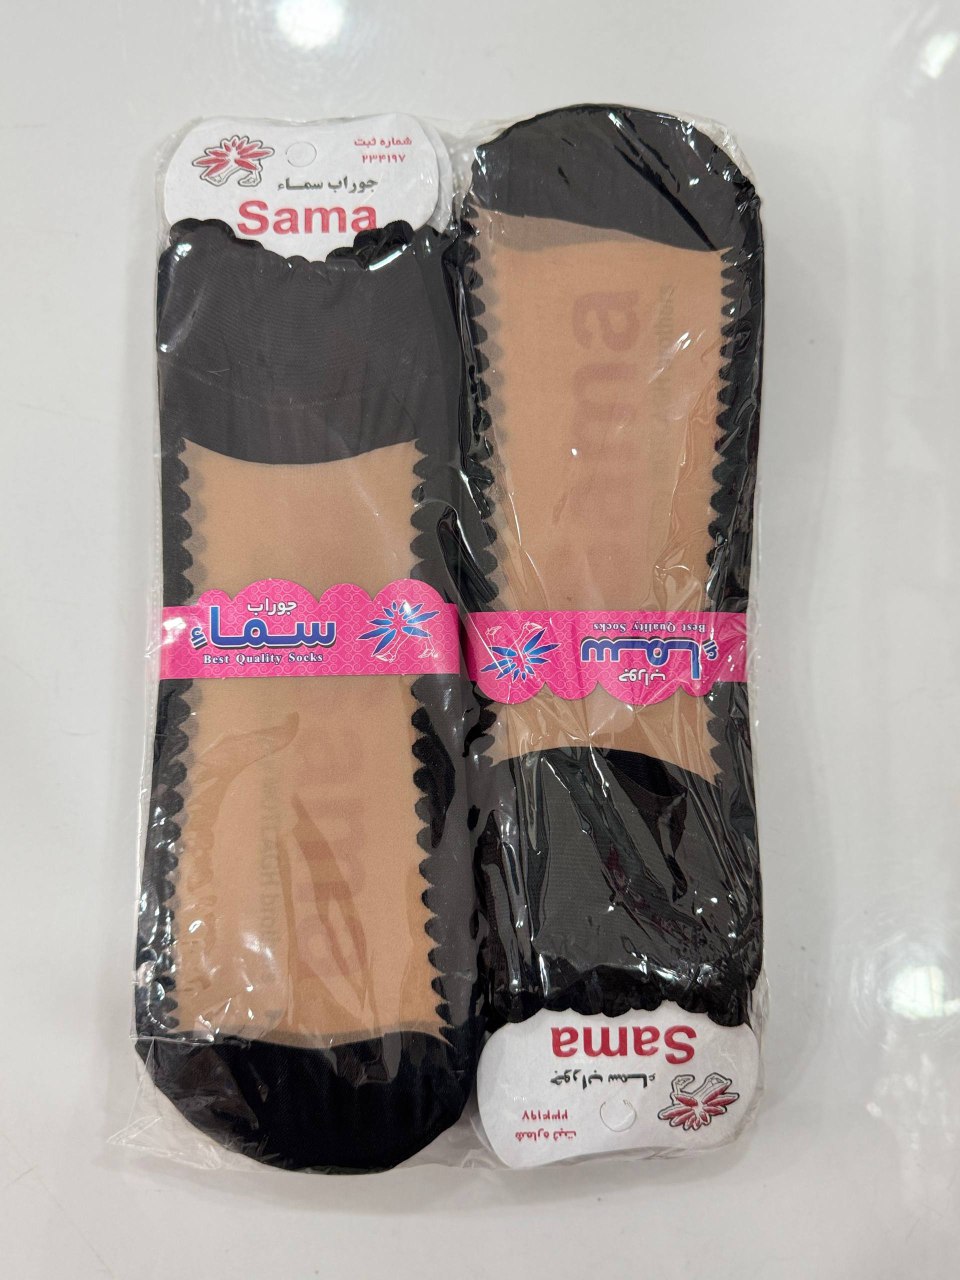 شماره ثبت
۲۳۴۱۹۷
جوراب سماء
Sama
جوراب
سماء
Best Quality Socks
Best Quality Socks
سماء
جوراب
Sama
جوراب سماء
۲۳۴۱۹۷
شماره ثبت